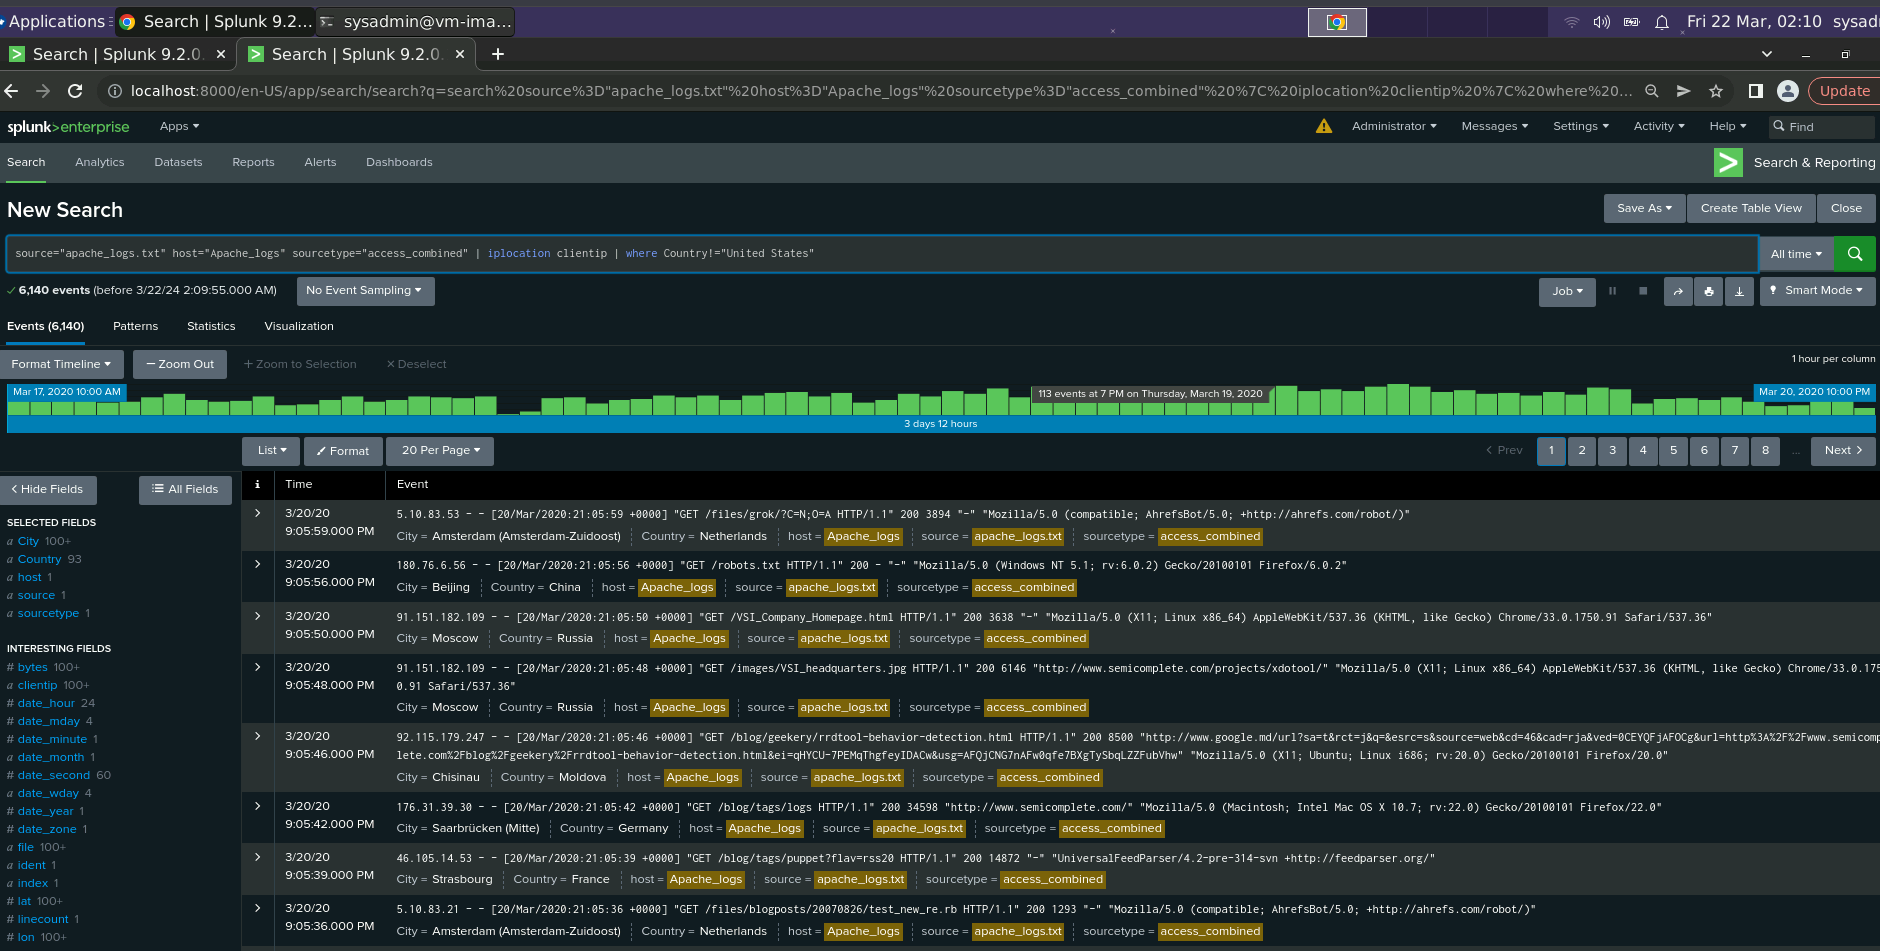 Applications
Search | Splunk 9.2...
sysadmin@vm-ima...
Fri 22 Mar, 02:10 sysad
Search | Splunk 9.2.0.
Search | Splunk 9.2.0.
localhost:8000/en-US/app/search/search?q=search%20source%3D"apache_logs.txt"%20host%3D"Apache_logs"%20sourcetype%3D"access_combined"%20%7C%20iplocation%20clientip%20%7C%20where%20...
Update
splunk>enterprise
Apps
Administrator
Messages
Settings
Activity
Help
Find
Search
Analytics
Datasets
Reports
Alerts
Dashboards
Search & Reporting
New Search
Save As
Create Table View
Close
source="apache_logs.txt" host="Apache_logs" sourcetype="access_combined" | iplocation clientip | where Country!="United States"
All time
6,140 events (before 3/22/24 2:09:55.000 AM)
No Event Sampling
Job
Smart Mode
Events (6,140)
Patterns
Statistics
Visualization
Format Timeline
— Zoom Out
+ Zoom to Selection
× Deselect
1 hour per column
Mar 17, 2020 10:00 AM
113 events at 7 PM on Thursday, March 19, 2020
Mar 20, 2020 10:00 PM
3 days 12 hours
List
Format
20 Per Page
< Prev
1
2
3
4
5
6
7
8
...
Next >
< Hide Fields
All Fields
i
Time
Event
SELECTED FIELDS
a City 100+
a Country 93
a host 1
a source 1
a sourcetype 1
INTERESTING FIELDS
# bytes 100+
a clientip 100+
# date_hour 24
# date_mday 4
# date_minute 1
a date_month 1
# date_second 60
a date_wday 4
# date_year 1
# date_zone 1
a file 100+
a ident 1
a index 1
# lat 100+
# linecount 1
# lon 100+
3/20/20
9:05:59.000 PM
5.10.83.53 - - [20/Mar/2020:21:05:59 +0000] "GET /files/grok/?C=N;O=A HTTP/1.1" 200 3894 "-" "Mozilla/5.0 (compatible; AhrefsBot/5.0; +http://ahrefs.com/robot/)"
City = Amsterdam (Amsterdam-Zuidoost) Country = Netherlands host = Apache_logs source = apache_logs.txt sourcetype = access_combined
3/20/20
9:05:56.000 PM
180.76.6.56 - - [20/Mar/2020:21:05:56 +0000] "GET /robots.txt HTTP/1.1" 200 - "-" "Mozilla/5.0 (Windows NT 5.1; rv:6.0.2) Gecko/20100101 Firefox/6.0.2"
City = Beijing Country = China host = Apache_logs source = apache_logs.txt sourcetype = access_combined
3/20/20
9:05:50.000 PM
91.151.182.109 - - [20/Mar/2020:21:05:50 +0000] "GET /VSI_Company_Homepage.html HTTP/1.1" 200 3638 "-" "Mozilla/5.0 (X11; Linux x86_64) AppleWebKit/537.36 (KHTML, like Gecko) Chrome/33.0.1750.91 Safari/537.36"
City = Moscow Country = Russia host = Apache_logs source = apache_logs.txt sourcetype = access_combined
3/20/20
9:05:48.000 PM
91.151.182.109 - - [20/Mar/2020:21:05:48 +0000] "GET /images/VSI_headquarters.jpg HTTP/1.1" 200 6146 "http://www.semicomplete.com/projects/xdotool/" "Mozilla/5.0 (X11; Linux x86_64) AppleWebKit/537.36 (KHTML, like Gecko) Chrome/33.0.175
0.91 Safari/537.36"
City = Moscow Country = Russia host = Apache_logs source = apache_logs.txt sourcetype = access_combined
3/20/20
9:05:46.000 PM
92.115.179.247 - - [20/Mar/2020:21:05:46 +0000] "GET /blog/geekery/rrdtool-behavior-detection.html HTTP/1.1" 200 8500 "http://www.google.md/url?sa=t&rct=j&q=&esrc=s&source=web&cd=46&cad=rja&ved=0CEYQFjAFOCg&url=http%3A%2F%2Fwww.semicomp
lete.com%2Fblog%2Fgeekery%2Frrdtool-behavior-detection.html&ei=qHYCU-7PEMqThgfeyIDACw&usg=AFQjCNG7nAFw0qfe7BXgTySbqLZZFubVhw" "Mozilla/5.0 (X11; Ubuntu; Linux i686; rv:20.0) Gecko/20100101 Firefox/20.0"
City = Chisinau Country = Moldova host = Apache_logs source = apache_logs.txt sourcetype = access_combined
3/20/20
9:05:42.000 PM
176.31.39.30 - - [20/Mar/2020:21:05:42 +0000] "GET /blog/tags/logs HTTP/1.1" 200 34598 "http://www.semicomplete.com/" "Mozilla/5.0 (Macintosh; Intel Mac OS X 10.7; rv:22.0) Gecko/20100101 Firefox/22.0"
City = Saarbrücken (Mitte) Country = Germany host = Apache_logs source = apache_logs.txt sourcetype = access_combined
3/20/20
9:05:39.000 PM
46.105.14.53 - - [20/Mar/2020:21:05:39 +0000] "GET /blog/tags/puppet?flav=rss20 HTTP/1.1" 200 14872 "-" "UniversalFeedParser/4.2-pre-314-svn +http://feedparser.org/"
City = Strasbourg Country = France host = Apache_logs source = apache_logs.txt sourcetype = access_combined
3/20/20
9:05:36.000 PM
5.10.83.21 - - [20/Mar/2020:21:05:36 +0000] "GET /files/blogposts/20070826/test_new_re.rb HTTP/1.1" 200 1293 "-" "Mozilla/5.0 (compatible; AhrefsBot/5.0; +http://ahrefs.com/robot/)"
City = Amsterdam (Amsterdam-Zuidoost) Country = Netherlands host = Apache_logs source = apache_logs.txt sourcetype = access_combined